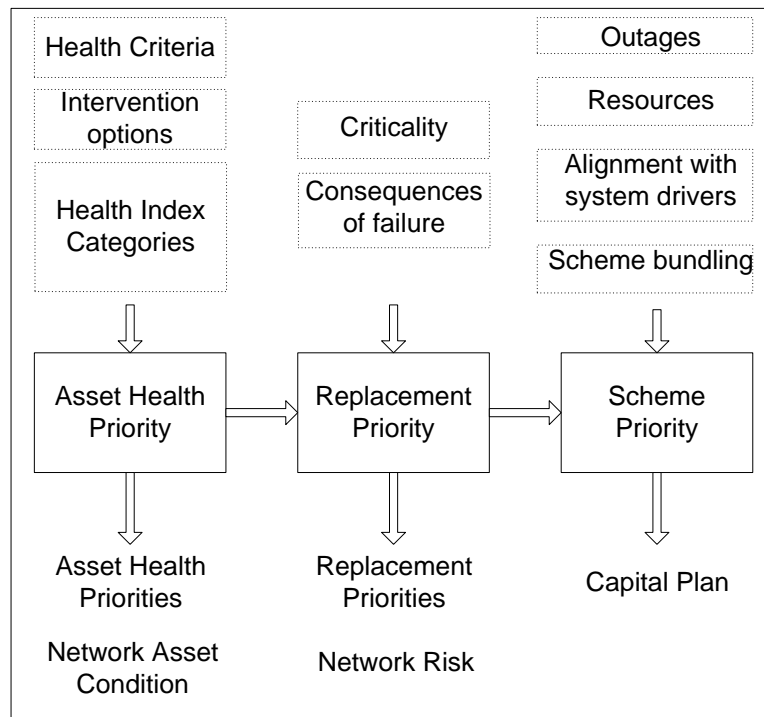 Health Criteria
Intervention
options
Health Index
Categories
Criticality
Consequences
of failure
Outages
Resources
Alignment with
system drivers
Scheme bundling
Asset Health
Priority
Replacement
Priority
Scheme
Priority
Asset Health
Priorities
Network Asset
Condition
Replacement
Priorities
Network Risk
Capital Plan